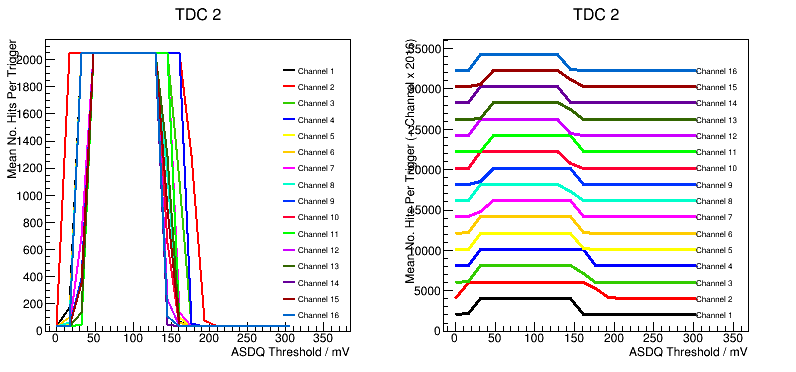 TDC 2
Mean No. Hits Per Trigger
2000
1800
1600
1400
1200
1000
800
600
400
200
0
0 50 100 150 200 250 300 350
ASDQ Threshold / mV
Channel 1
Channel 2
Channel 3
Channel 4
Channel 5
Channel 6
Channel 7
Channel 8
Channel 9
Channel 10
Channel 11
Channel 12
Channel 13
Channel 14
Channel 15
Channel 16
TDC 2
Mean No. Hits Per Trigger (+ Channel x 2016)
35000
30000
25000
20000
15000
10000
5000
0
0 50 100 150 200 250 300 350
ASDQ Threshold / mV
Channel 16
Channel 15
Channel 14
Channel 13
Channel 12
Channel 11
Channel 10
Channel 9
Channel 8
Channel 7
Channel 6
Channel 5
Channel 4
Channel 3
Channel 2
Channel 1